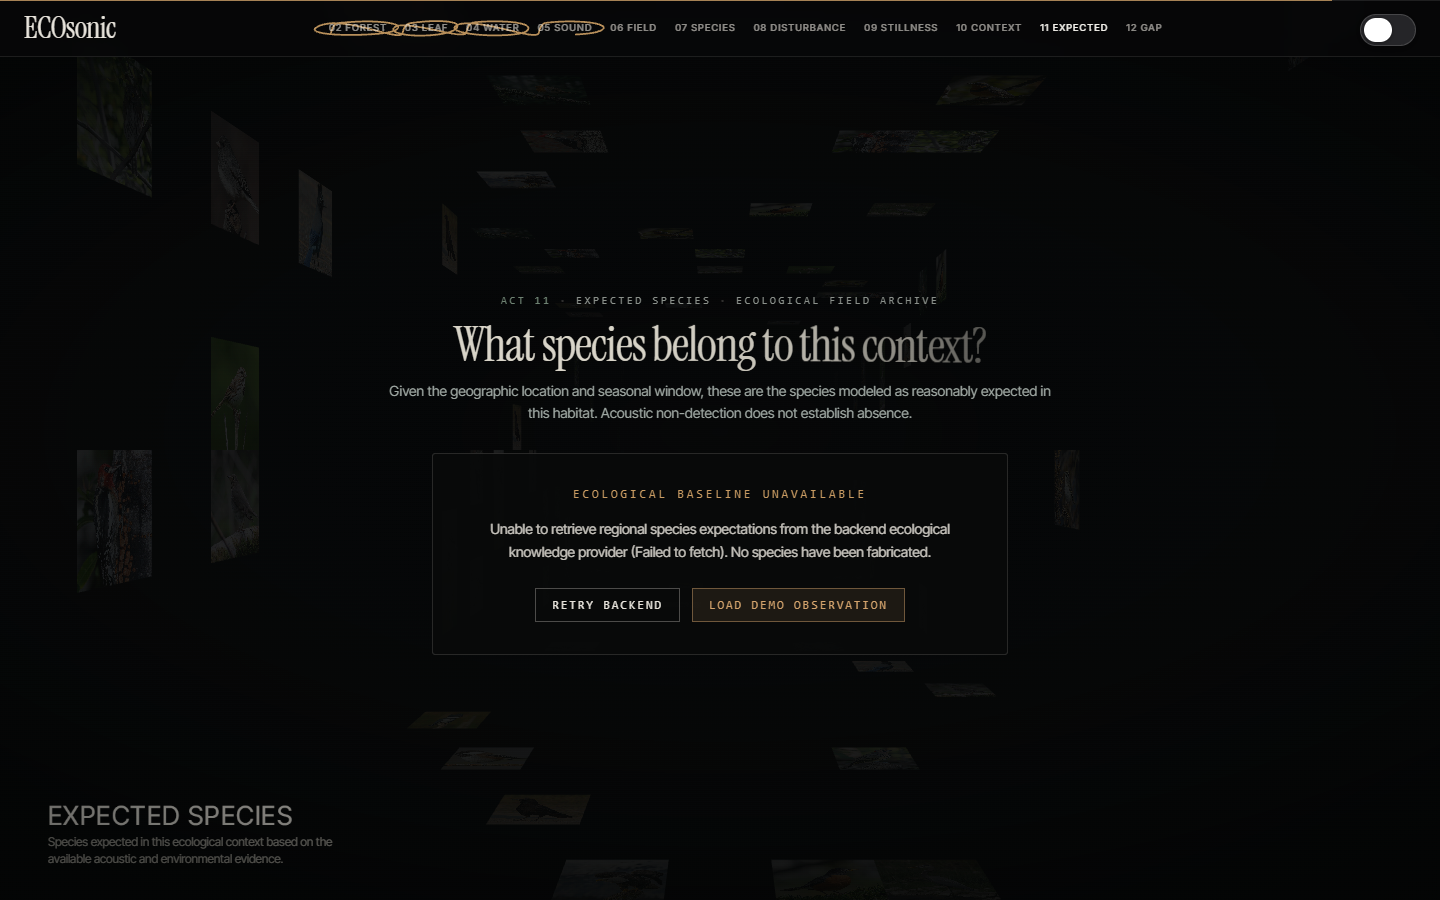 ECOsonic
02 FOREST 03 LEAF 04 WATER 05 SOUND 06 FIELD 07 SPECIES 08 DISTURBANCE 09 STILLNESS 10 CONTEXT 11 EXPECTED 12 GAP
ACT 11 · EXPECTED SPECIES · ECOLOGICAL FIELD ARCHIVE
What species belong to this context?
Given the geographic location and seasonal window, these are the species modeled as reasonably expected in
this habitat. Acoustic non-detection does not establish absence.
ECOLOGICAL BASELINE UNAVAILABLE
Unable to retrieve regional species expectations from the backend ecological
knowledge provider (Failed to fetch). No species have been fabricated.
RETRY BACKEND LOAD DEMO OBSERVATION
EXPECTED SPECIES
Species expected in this ecological context based on the
available acoustic and environmental evidence.